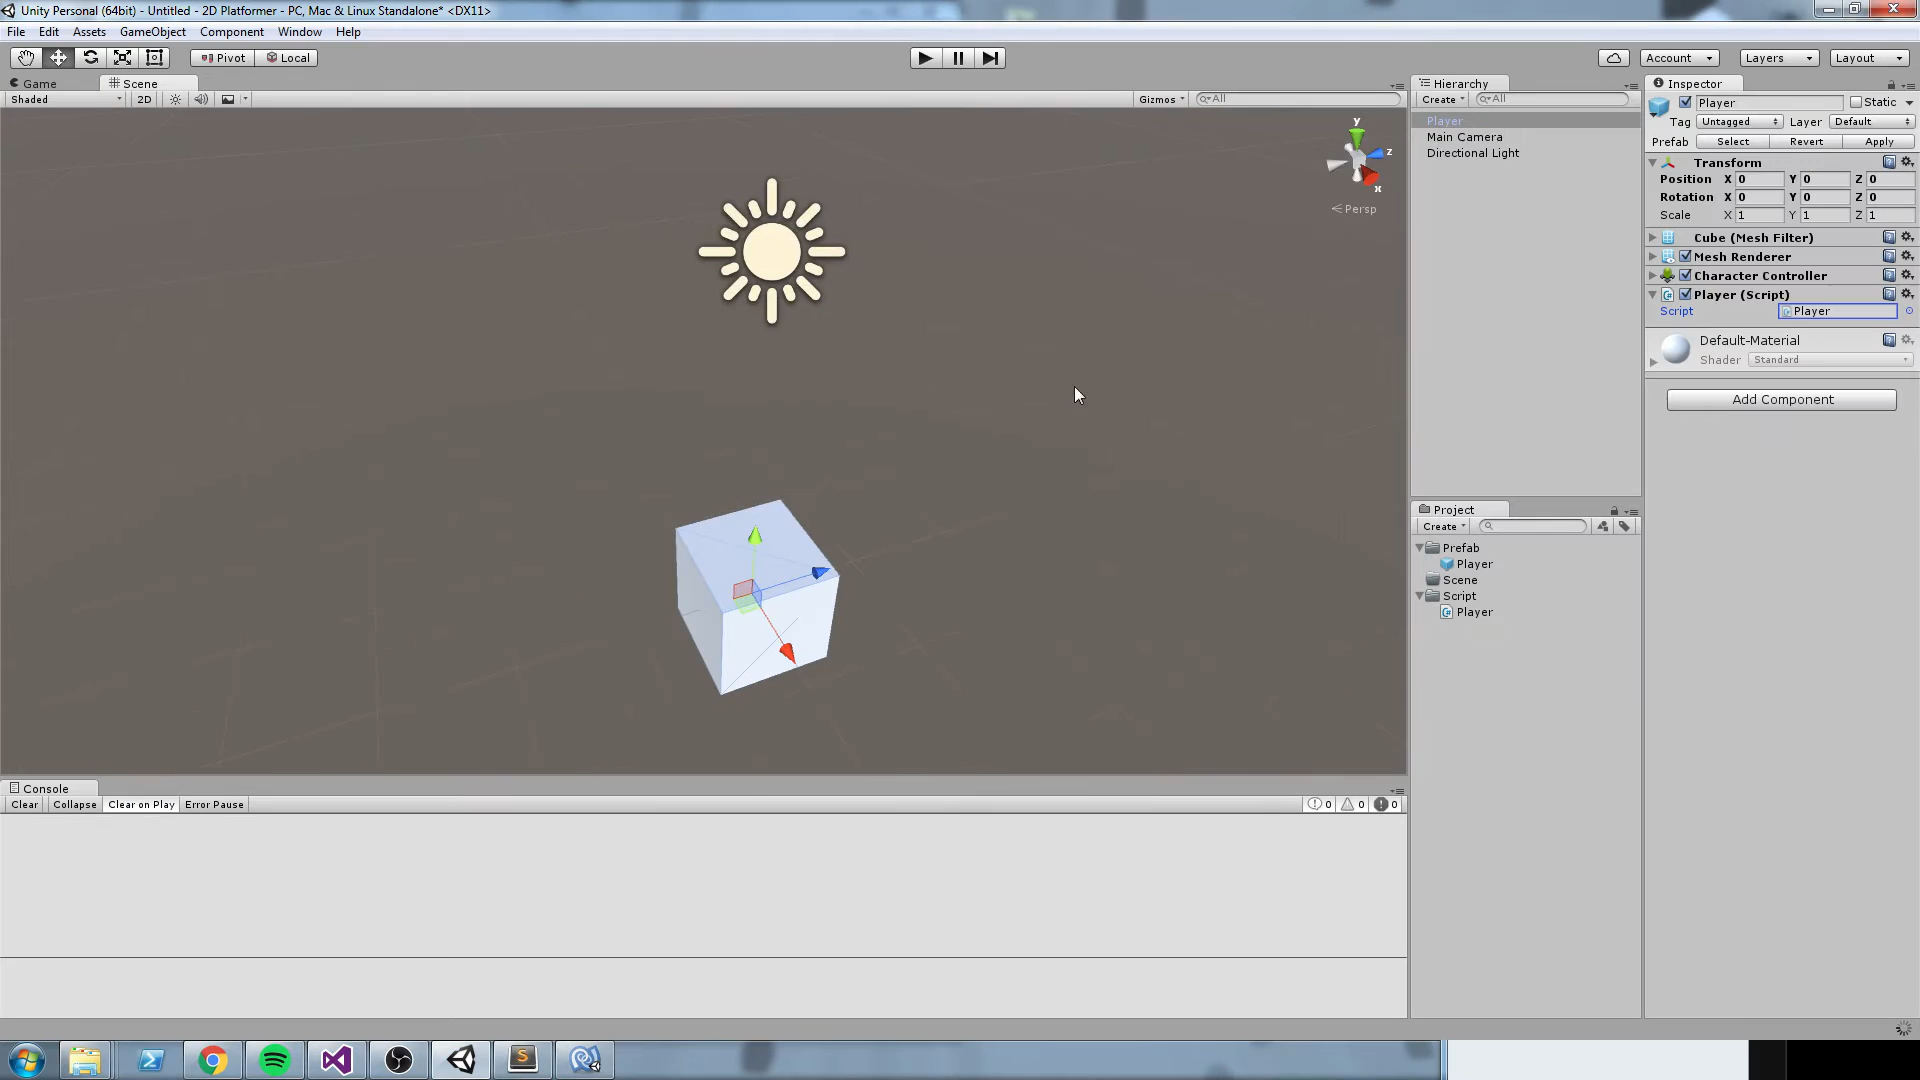 Unity Personal (64bit) - Untitled - 2D Platformer - PC, Mac & Linux Standalone* <DX11>
File Edit Assets GameObject Component Window Help
Pivot Local Account Layers Layout
Game Scene Hierarchy Inspector
Shaded 2D Gizmos All Create All
Player Static
Tag Untagged Layer Default
Prefab Select Revert Apply
Player
Main Camera
Directional Light
y
z
x
Persp
Transform
Position X 0 Y 0 Z 0
Rotation X 0 Y 0 Z 0
Scale X 1 Y 1 Z 1
Cube (Mesh Filter)
Mesh Renderer
Character Controller
Player (Script)
Script Player
Default-Material
Shader Standard
Add Component
Project
Create
Prefab
Player
Scene
Script
Player
Console
Clear Collapse Clear on Play Error Pause 0 0 0